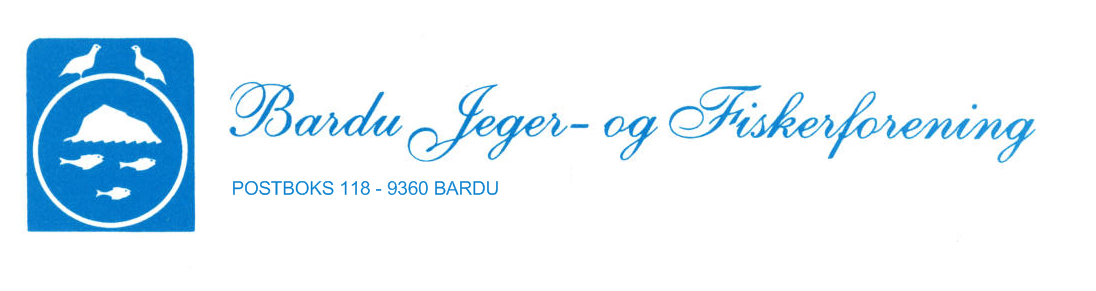 Bardu Jeger- og Fiskerforening
POSTBOKS 118 - 9360 BARDU